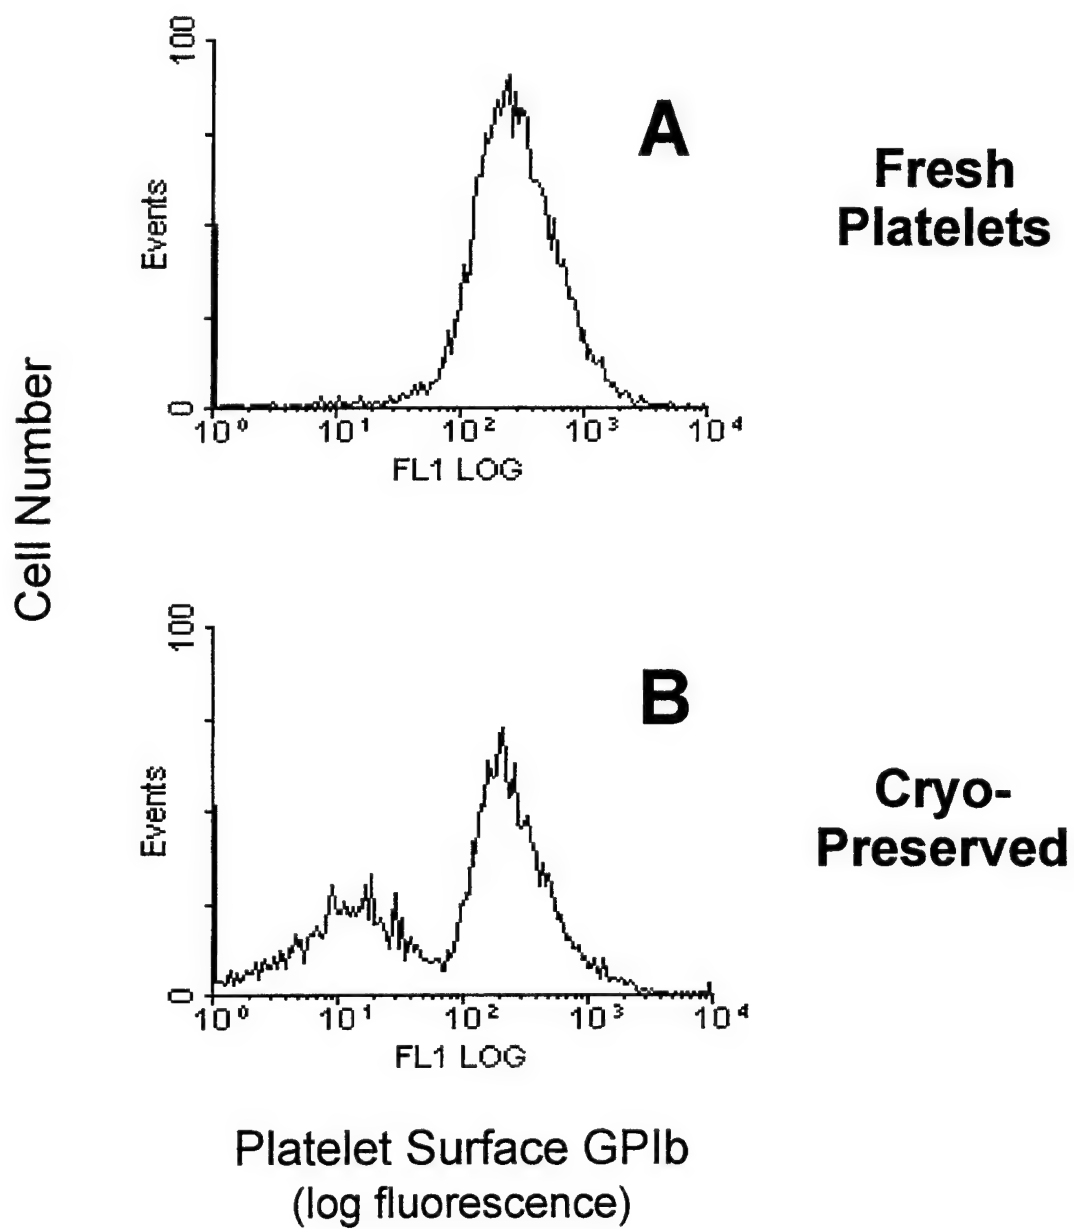 100
Events
0
10⁰ 10¹ 10² 10³ 10⁴
FL1 LOG
A
Fresh
Platelets
Cell Number
100
Events
0
10⁰ 10¹ 10² 10³ 10⁴
FL1 LOG
B
Cryo-
Preserved
Platelet Surface GPIb
(log fluorescence)